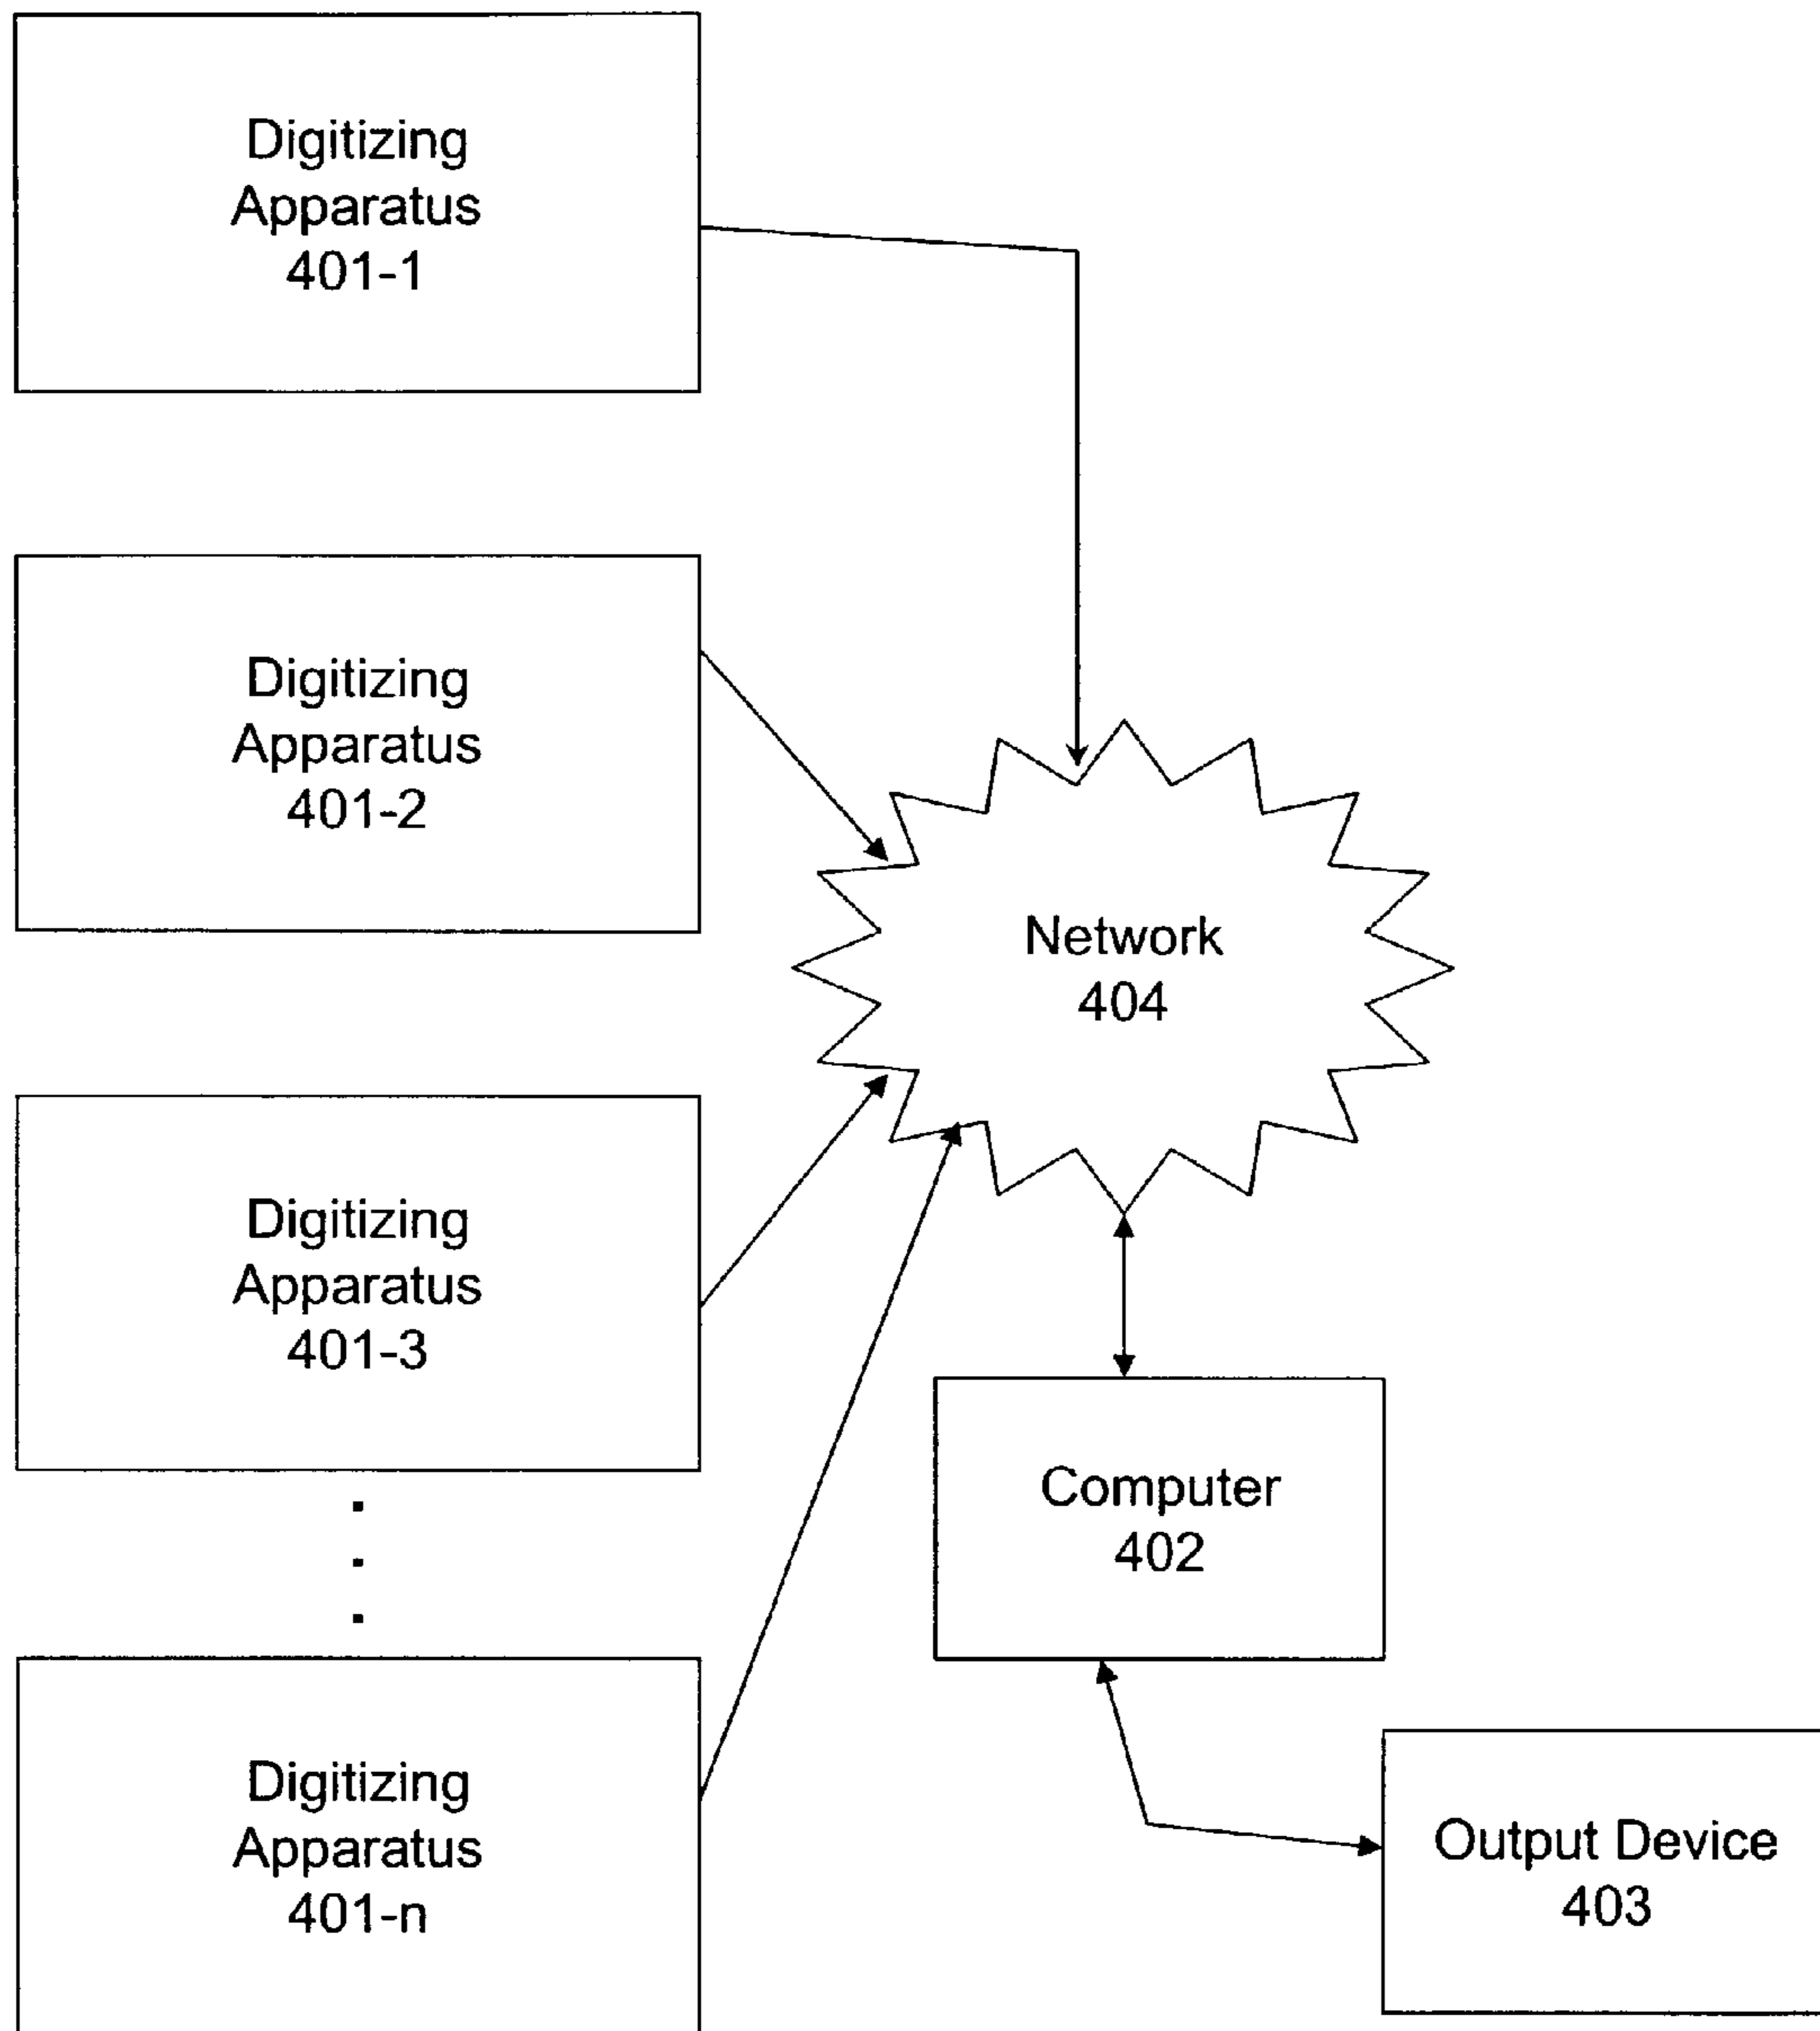 Digitizing
Apparatus
401-1
Digitizing
Apparatus
401-2
Network
404
Digitizing
Apparatus
401-3
Computer
402
Digitizing
Apparatus
401-n
Output Device
403